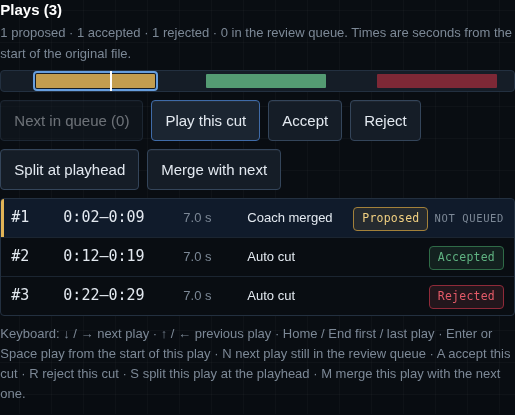 Plays (3)
1 proposed · 1 accepted · 1 rejected · 0 in the review queue. Times are seconds from the
start of the original file.
Next in queue (0) Play this cut Accept Reject
Split at playhead Merge with next
#1 0:02–0:09 7.0 s Coach merged Proposed NOT QUEUED
#2 0:12–0:19 7.0 s Auto cut Accepted
#3 0:22–0:29 7.0 s Auto cut Rejected
Keyboard: ↓ / → next play · ↑ / ← previous play · Home / End first / last play · Enter or
Space play from the start of this play · N next play still in the review queue · A accept this
cut · R reject this cut · S split this play at the playhead · M merge this play with the next
one.